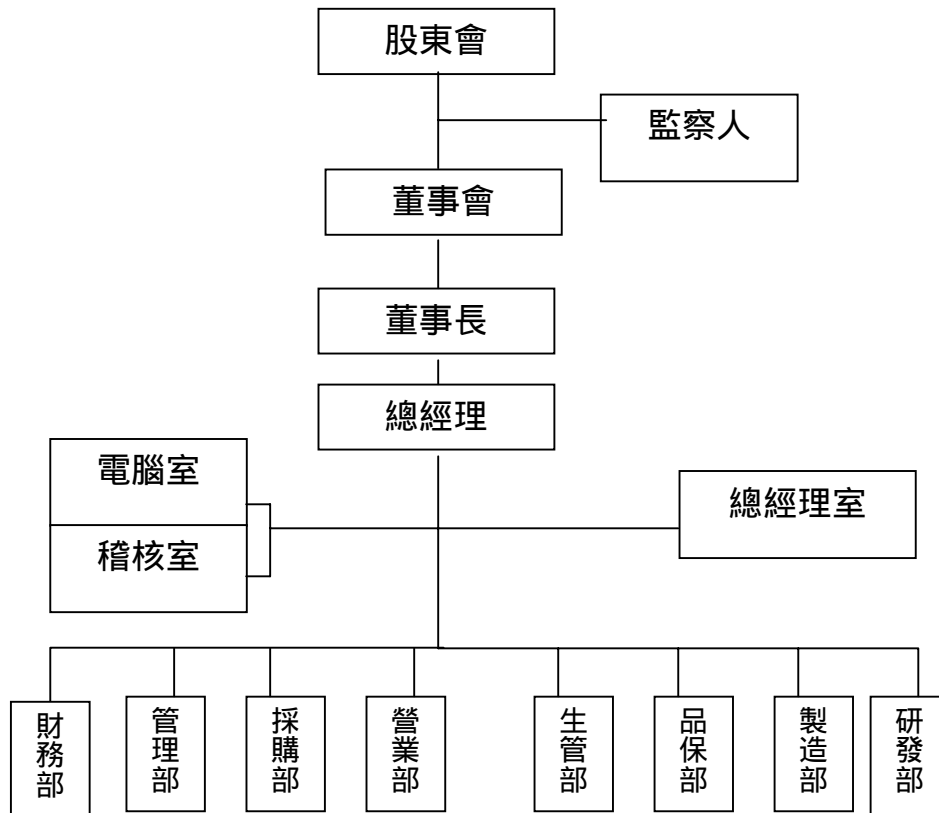 股東會
監察人
董事會
董事長
總經理
電腦室
總經理室
稽核室
財務部
管理部
採購部
營業部
生管部
品保部
製造部
研發部